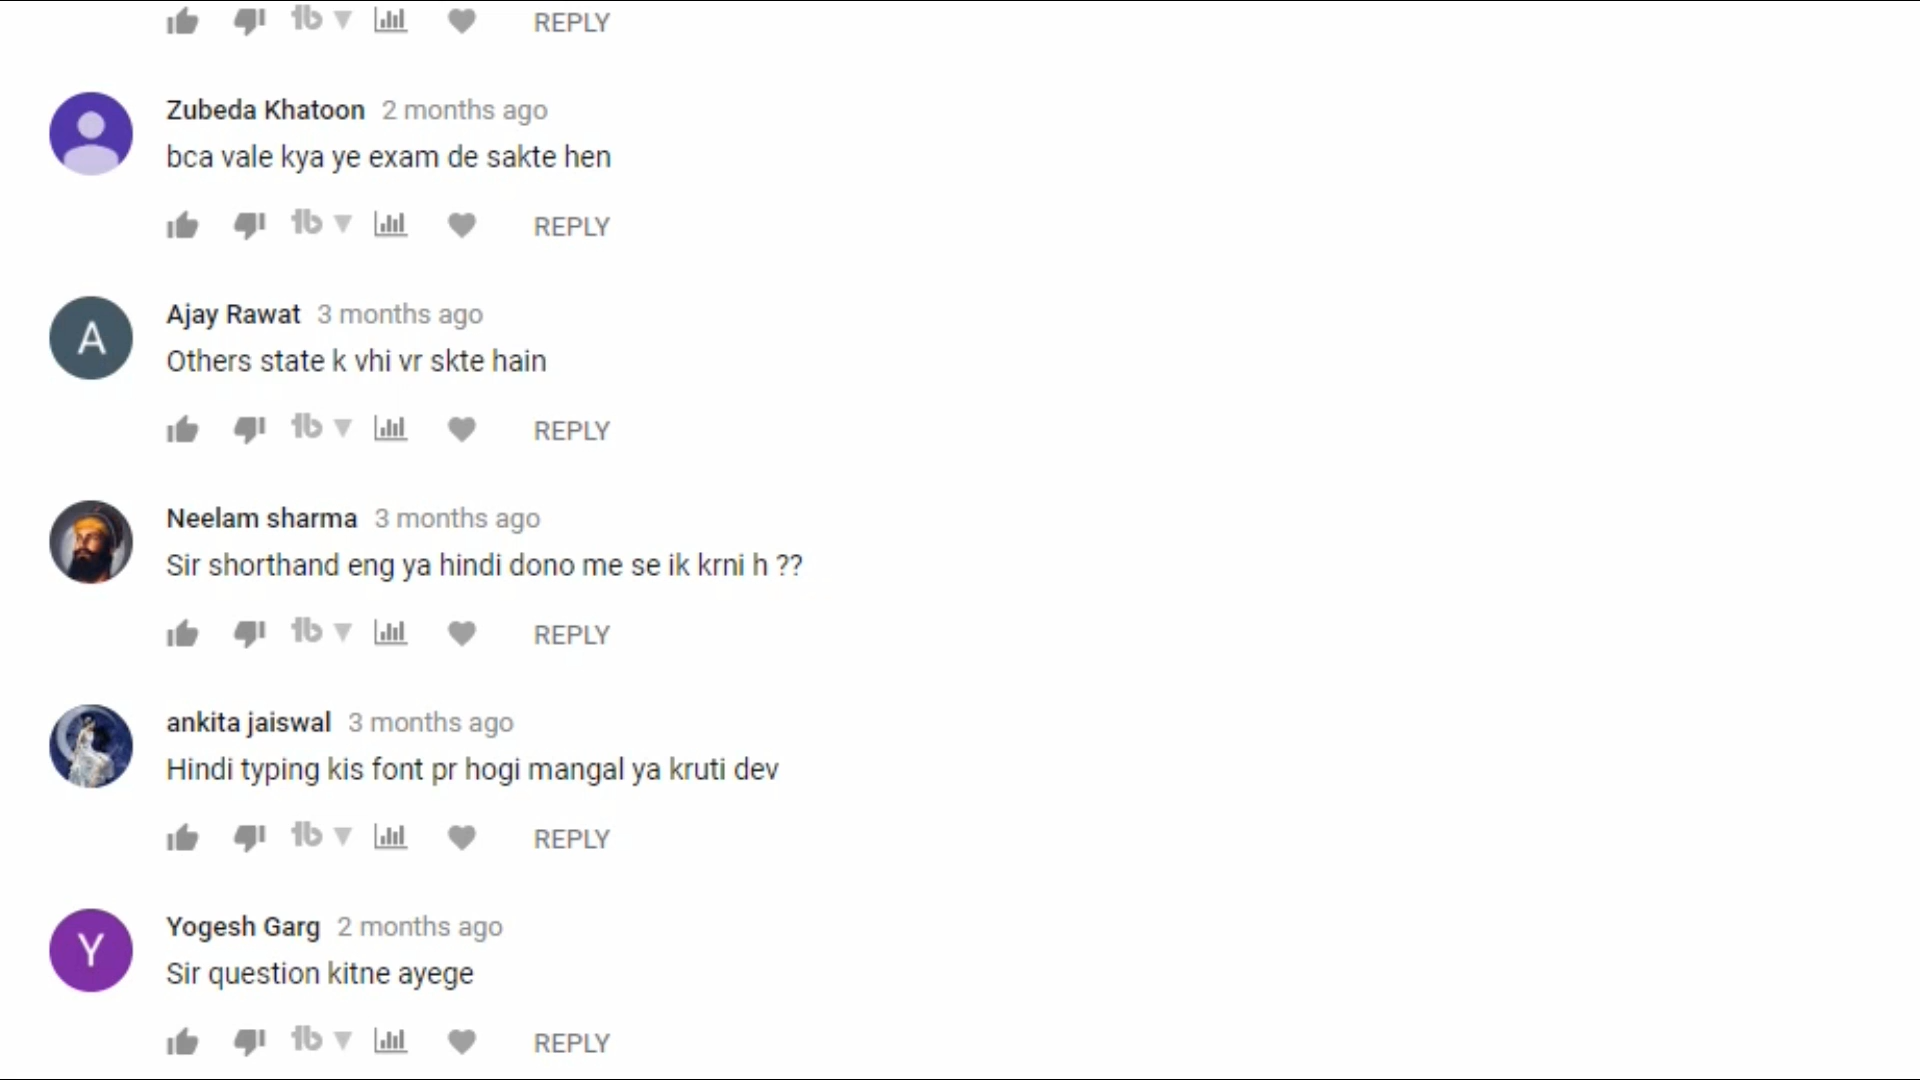 REPLY
Zubeda Khatoon 2 months ago
bca vale kya ye exam de sakte hen
REPLY
A
Ajay Rawat 3 months ago
Others state k vhi vr skte hain
REPLY
Neelam sharma 3 months ago
Sir shorthand eng ya hindi dono me se ik krni h ??
REPLY
ankita jaiswal 3 months ago
Hindi typing kis font pr hogi mangal ya kruti dev
REPLY
Y
Yogesh Garg 2 months ago
Sir question kitne ayege
REPLY